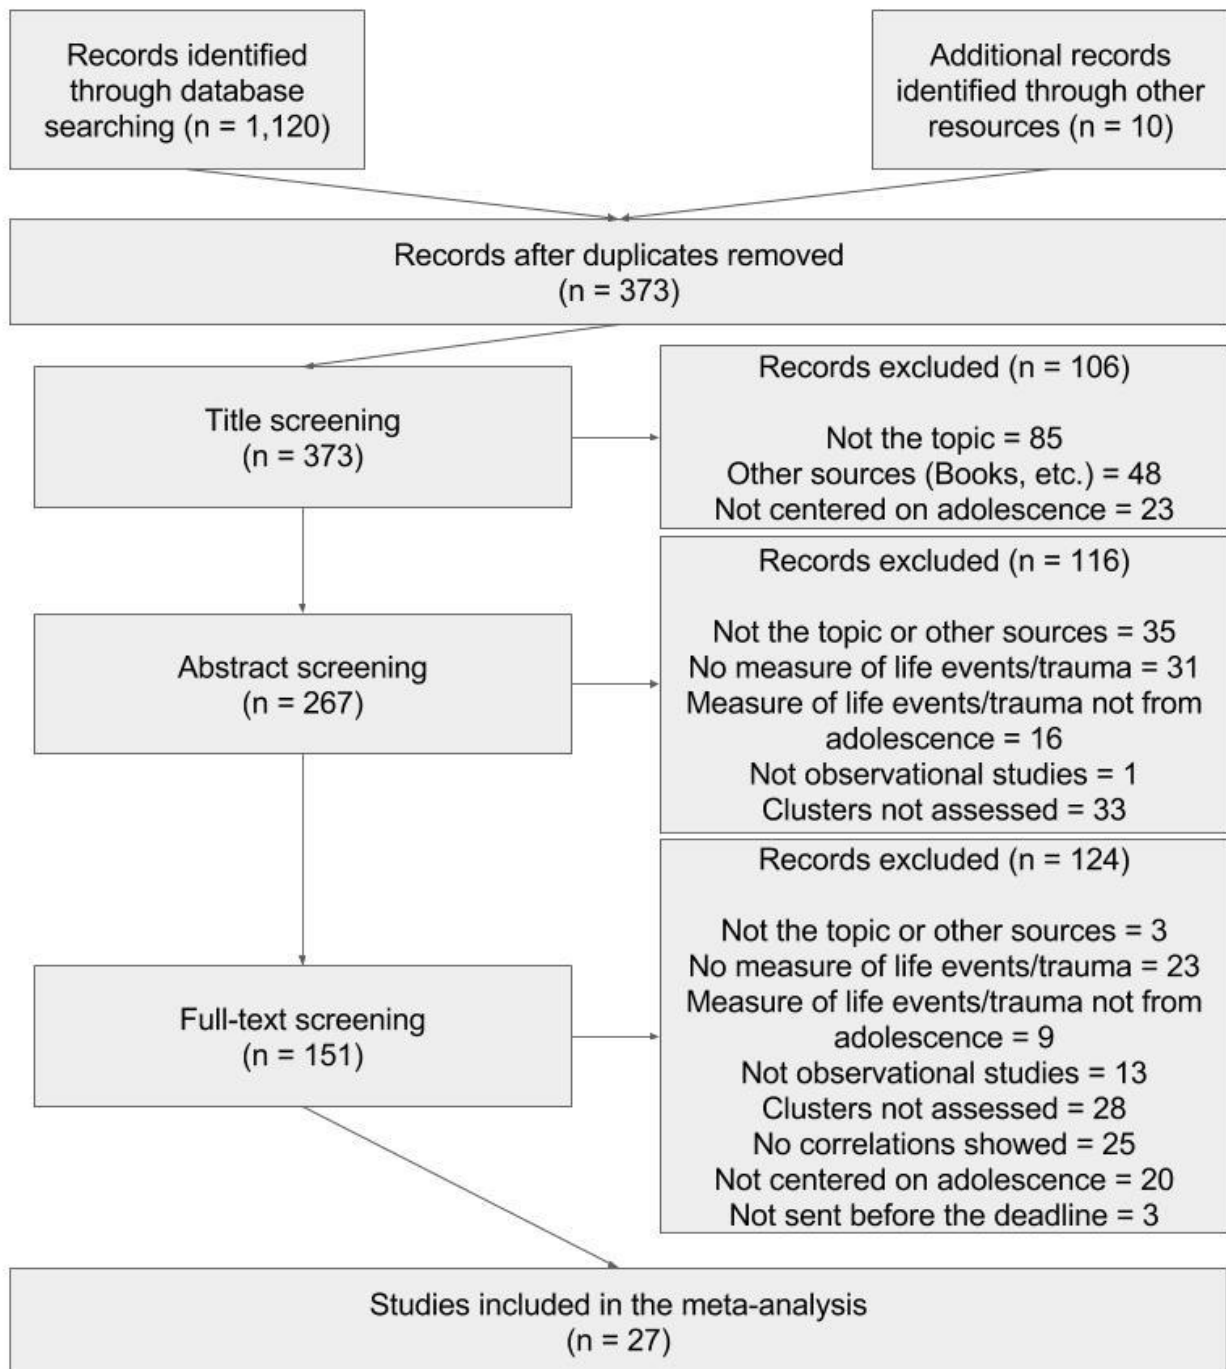 Records identified
through database
searching (n = 1,120)
Additional records
identified through other
resources (n = 10)
Records after duplicates removed
(n = 373)
Title screening
(n = 373)
Records excluded (n = 106)
Not the topic = 85
Other sources (Books, etc.) = 48
Not centered on adolescence = 23
Abstract screening
(n = 267)
Records excluded (n = 116)
Not the topic or other sources = 35
No measure of life events/trauma = 31
Measure of life events/trauma not from
adolescence = 16
Not observational studies = 1
Clusters not assessed = 33
Full-text screening
(n = 151)
Records excluded (n = 124)
Not the topic or other sources = 3
No measure of life events/trauma = 23
Measure of life events/trauma not from
adolescence = 9
Not observational studies = 13
Clusters not assessed = 28
No correlations showed = 25
Not centered on adolescence = 20
Not sent before the deadline = 3
Studies included in the meta-analysis
(n = 27)